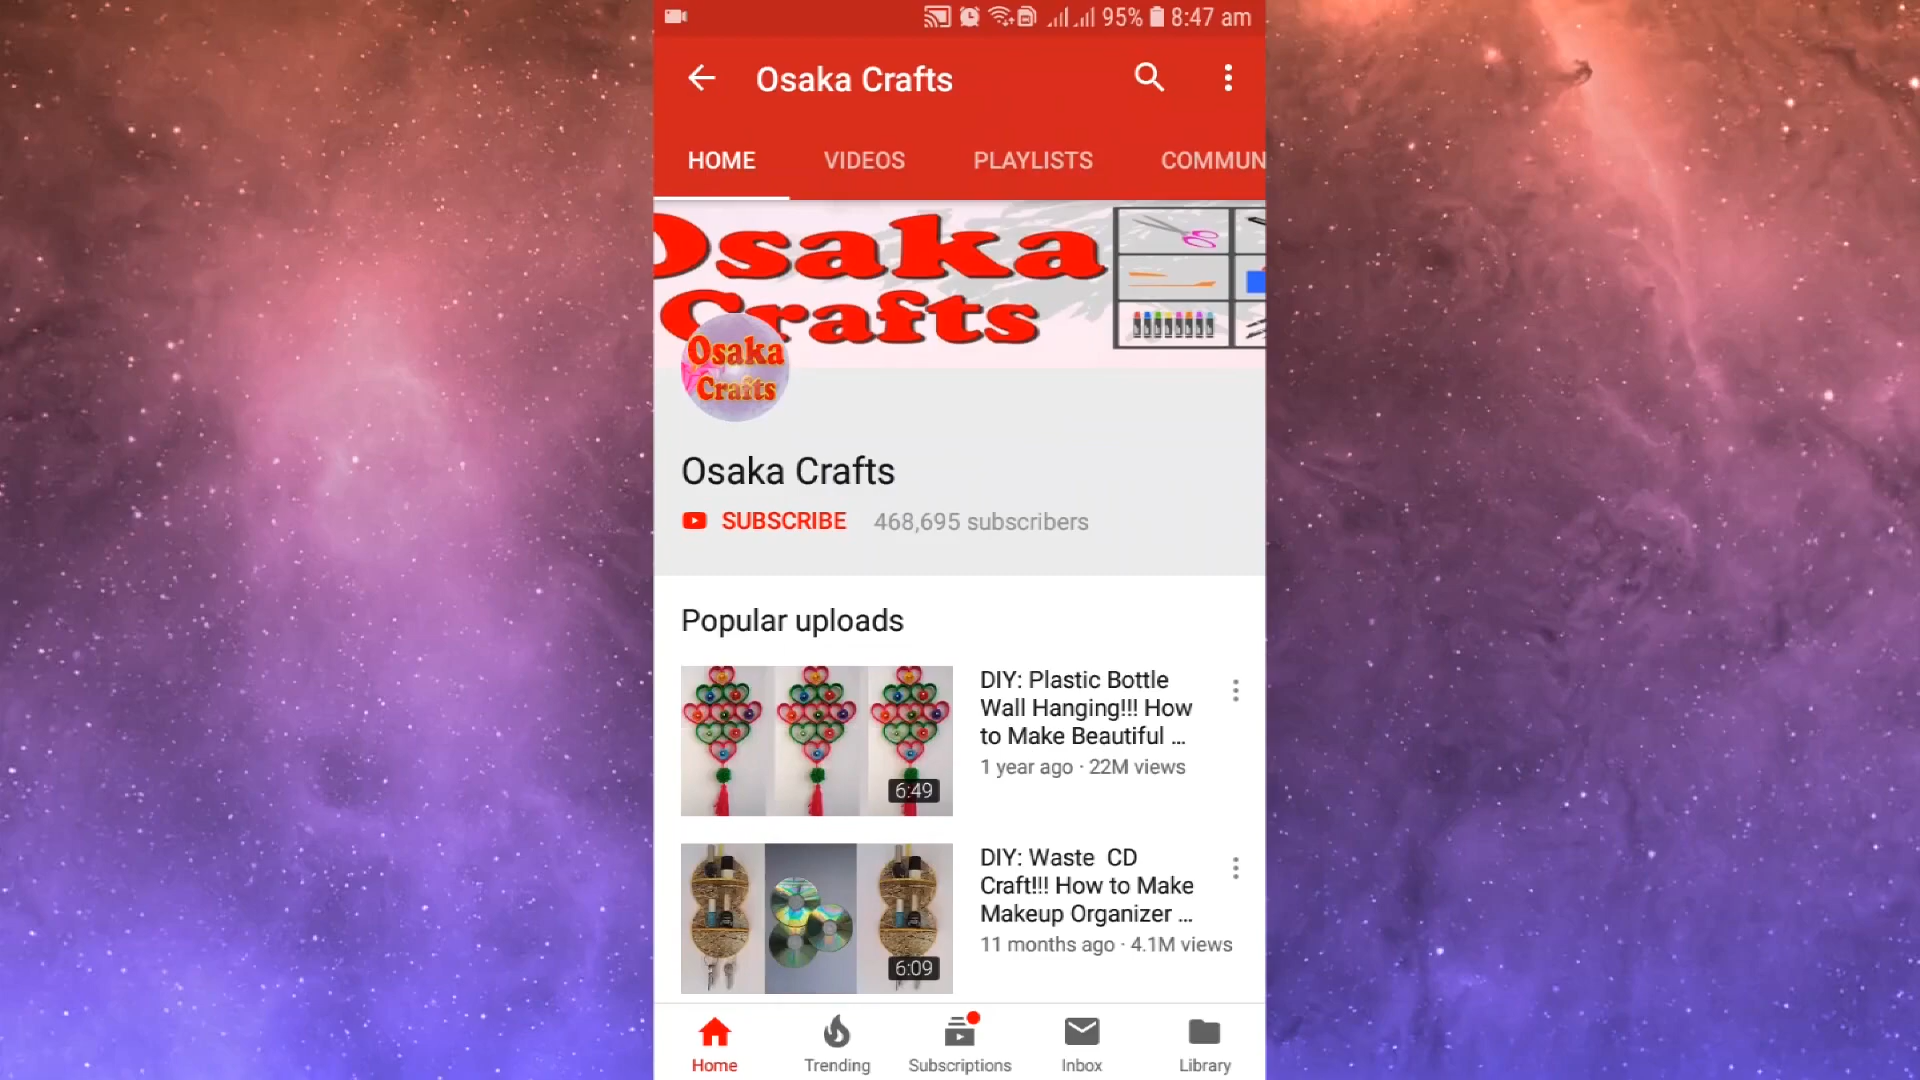 95% 8:47 am
Osaka Crafts
HOME VIDEOS PLAYLISTS COMMUN
Osaka
Crafts
Osaka
Crafts
Osaka Crafts
SUBSCRIBE 468,695 subscribers
Popular uploads
DIY: Plastic Bottle
Wall Hanging!!! How
to Make Beautiful ...
1 year ago · 22M views
6:49
DIY: Waste CD
Craft!!! How to Make
Makeup Organizer ...
11 months ago · 4.1M views
6:09
Home Trending Subscriptions Inbox Library